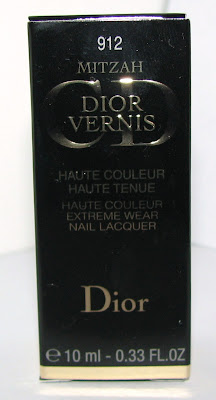 912
MITZAH
CD
DIOR
VERNIS
HAUTE COULEUR
HAUTE TENUE
HAUTE COULEUR
EXTREME WEAR
NAIL LACQUER
Dior
e 10 ml - 0.33 FL.OZ